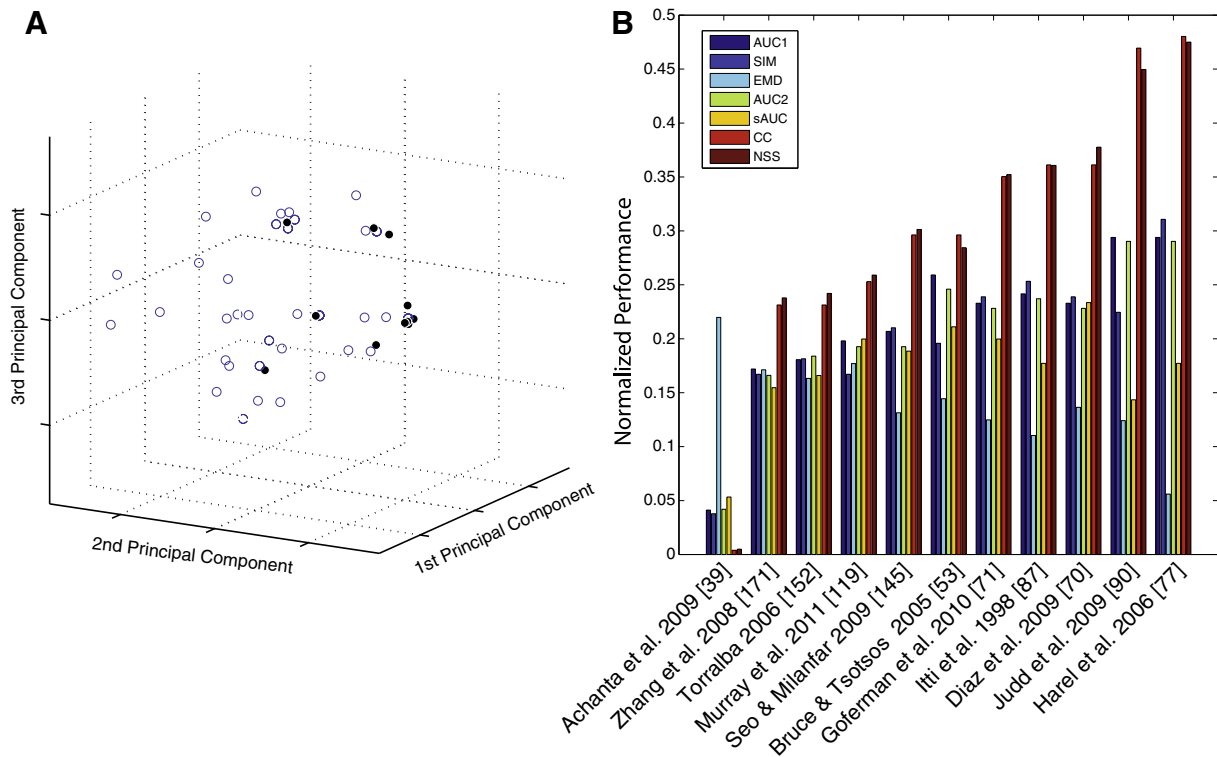 A
3rd Principal Component
2nd Principal Component
1st Principal Component
B
Normalized Performance
0.5
0.45
0.4
0.35
0.3
0.25
0.2
0.15
0.1
0.05
0
AUC1
SIM
EMD
AUC2
sAUC
CC
NSS
Achanta et al. 2009 [39]
Zhang et al. 2008 [171]
Torralba 2006 [152]
Murray et al. 2011 [119]
Seo & Milanfar 2009 [145]
Bruce & Tsotsos 2005 [53]
Goferman et al. 2010 [71]
Itti et al. 1998 [87]
Diaz et al. 2009 [70]
Judd et al. 2009 [90]
Harel et al. 2006 [77]